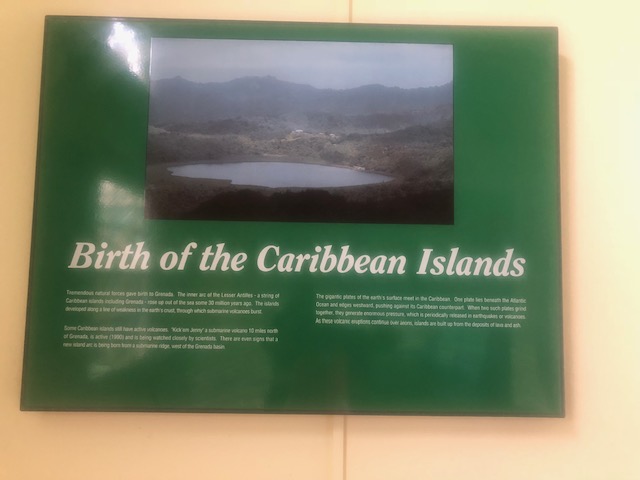 Birth of the Caribbean Islands
Tremendous natural forces gave birth to Grenada. The inner arc at the Lesser Antilles - a string of
Caribbean islands including Grenada - rose up out of the sea some 30 million years ago. The islands
developed along a line of weakness in the earth's crust, through which submarine volcanoes burst.
Some Caribbean islands still have active volcanoes. 'Kick'em Jenny' a submarine volcano 10 miles north
of Grenada, is active (1990) and is being watched closely by scientists. There are even signs that a
new island arc is being born from a submarine ridge, west of the Grenada basin.
The gigantic plates of the earth's surface meet in the Caribbean. One plate lies beneath the Atlantic
Ocean and edges westward, pushing against its Caribbean counterpart. When two such plates grind
together, they generate enormous pressure, which is periodically released in earthquakes or volcanoes.
As these volcanic eruptions continue over aeons, islands are built up from the deposits of lava and ash.